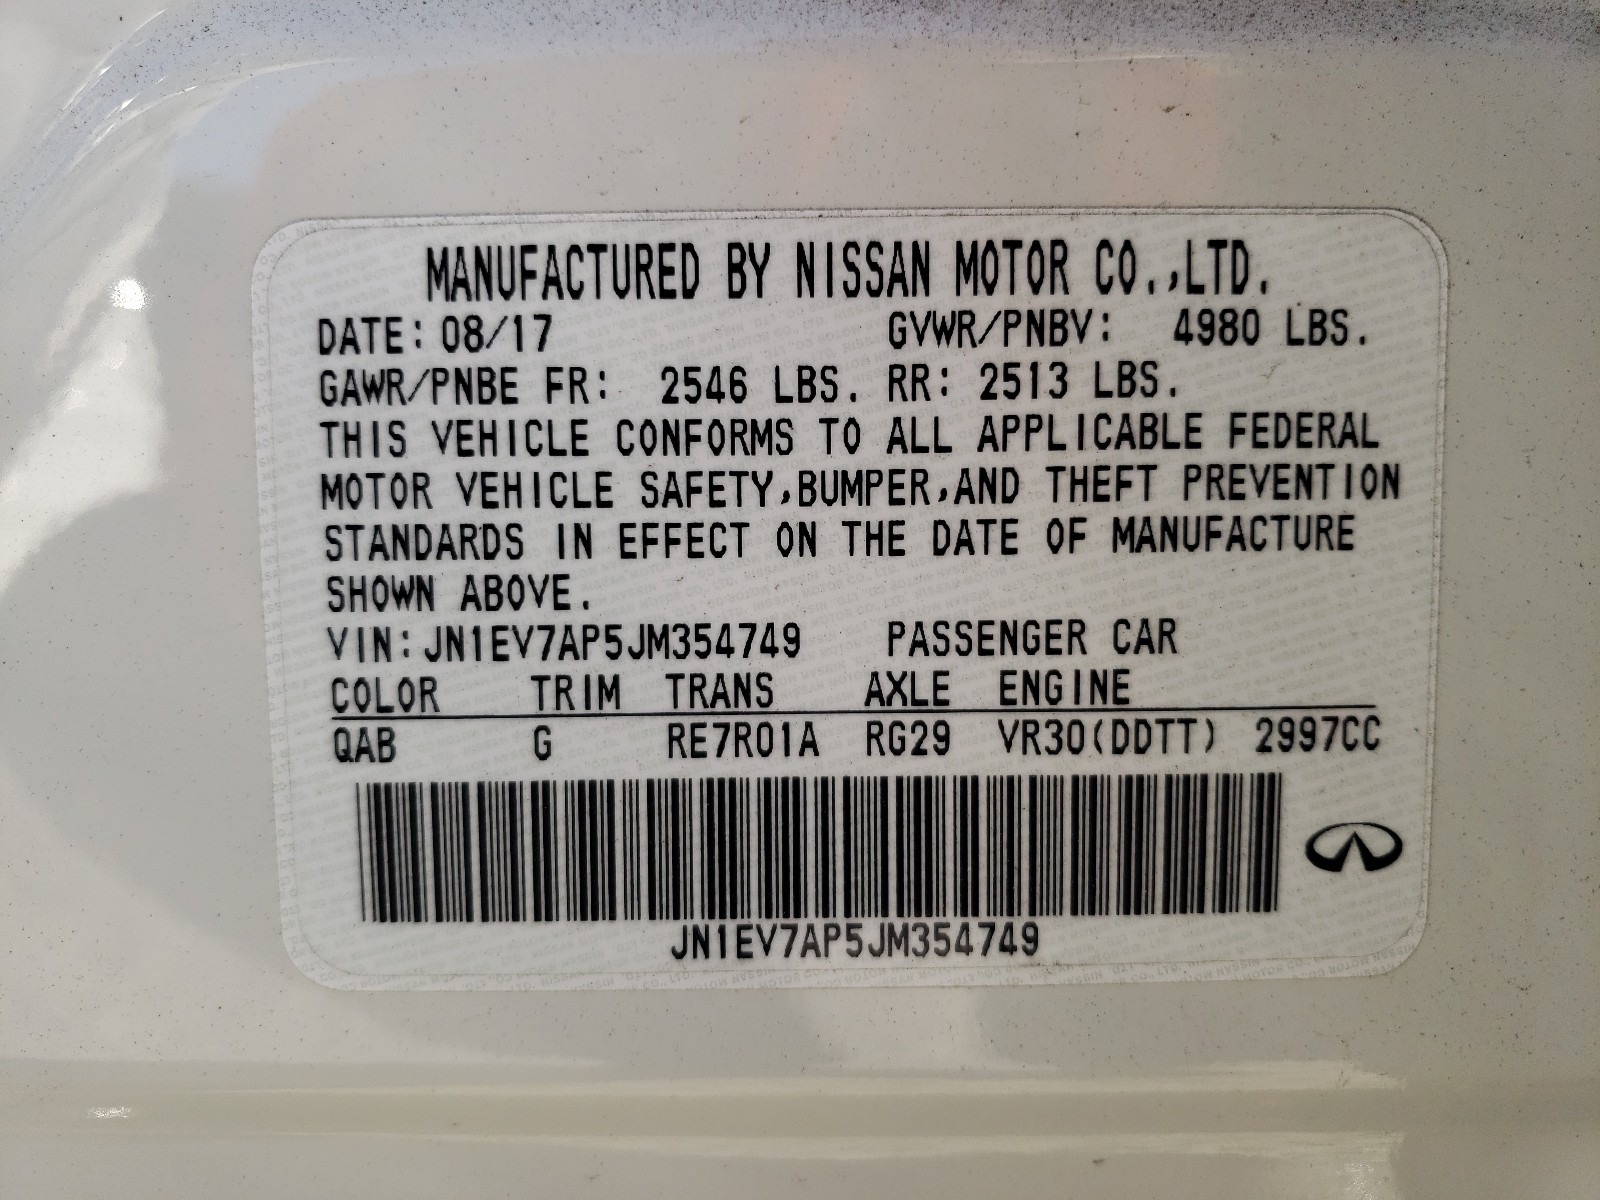 MANUFACTURED BY NISSAN MOTOR CO.,LTD.
DATE: 08/17 GVWR/PNBV: 4980 LBS.
GAWR/PNBE FR: 2546 LBS. RR: 2513 LBS.
THIS VEHICLE CONFORMS TO ALL APPLICABLE FEDERAL
MOTOR VEHICLE SAFETY,BUMPER,AND THEFT PREVENTION
STANDARDS IN EFFECT ON THE DATE OF MANUFACTURE
SHOWN ABOVE.
VIN:JN1EV7AP5JM354749 PASSENGER CAR
COLOR TRIM TRANS AXLE ENGINE
QAB G RE7R01A RG29 VR30(DDTT) 2997CC
JN1EV7AP5JM354749